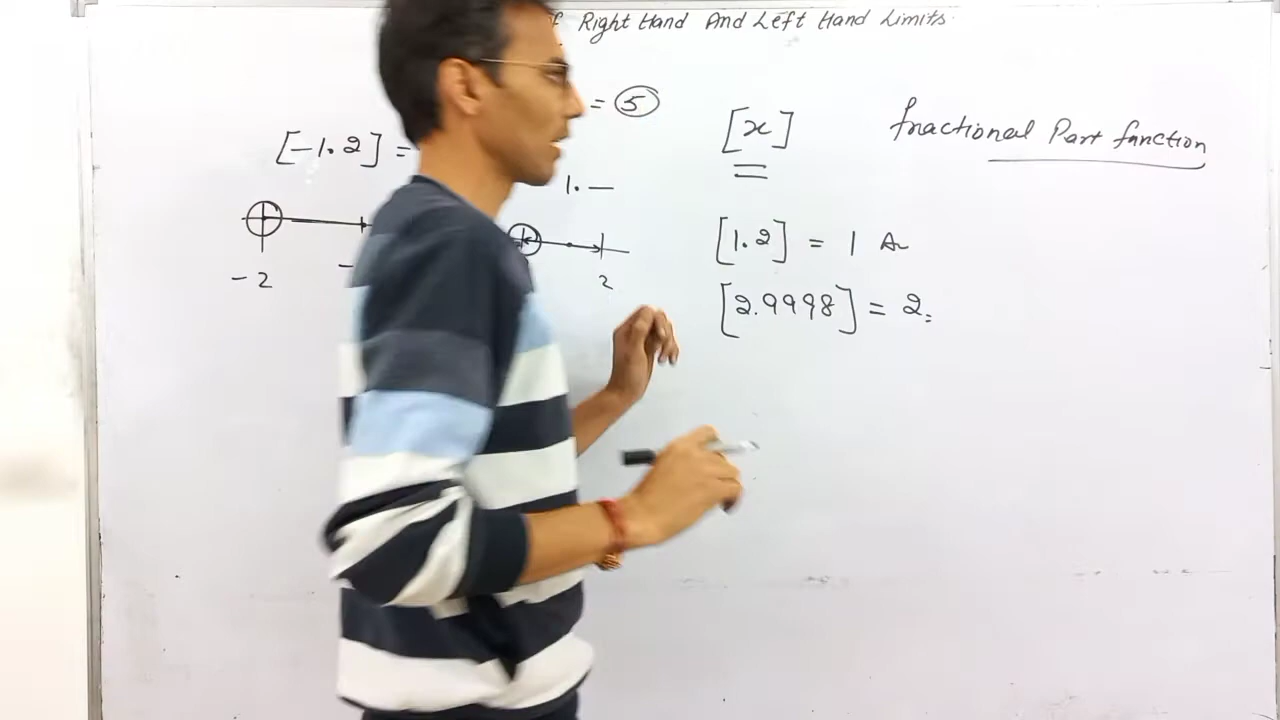 Right Hand And Left Hand Limits.
= 5
[x]
fractional Part function
[-1.2] =
1. —
[1.2] = 1
- 2
-
2
[2.9998] = 2